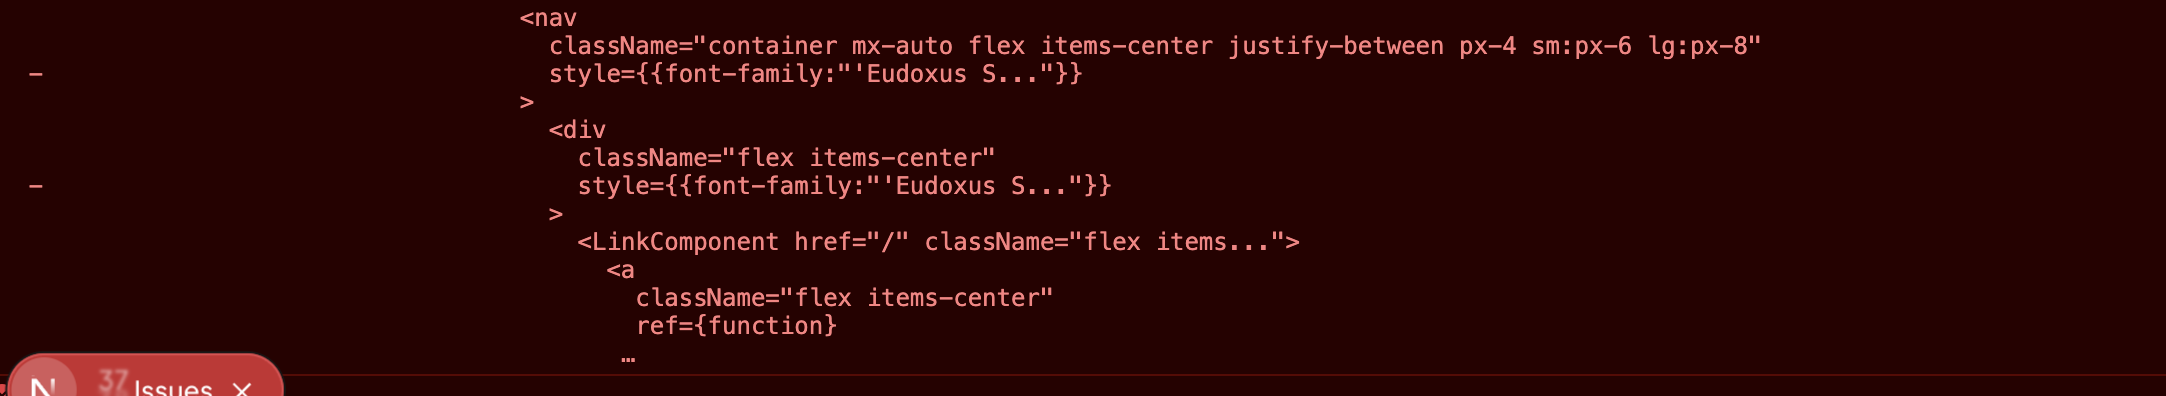 <nav
className="container mx-auto flex items-center justify-between px-4 sm:px-6 lg:px-8"
- style={{font-family:"'Eudoxus S..."}}
>
<div
className="flex items-center"
- style={{font-family:"'Eudoxus S..."}}
>
<LinkComponent href="/" className="flex items...">
<a
className="flex items-center"
ref={function}
…
N 37 Issues ×